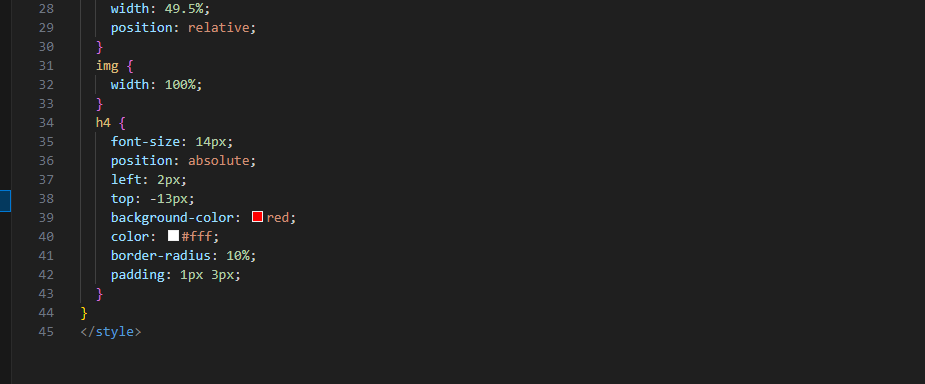 28 width: 49.5%;
29 position: relative;
30 }
31 img {
32 width: 100%;
33 }
34 h4 {
35 font-size: 14px;
36 position: absolute;
37 left: 2px;
38 top: -13px;
39 background-color: red;
40 color: #fff;
41 border-radius: 10%;
42 padding: 1px 3px;
43 }
44 }
45 </style>